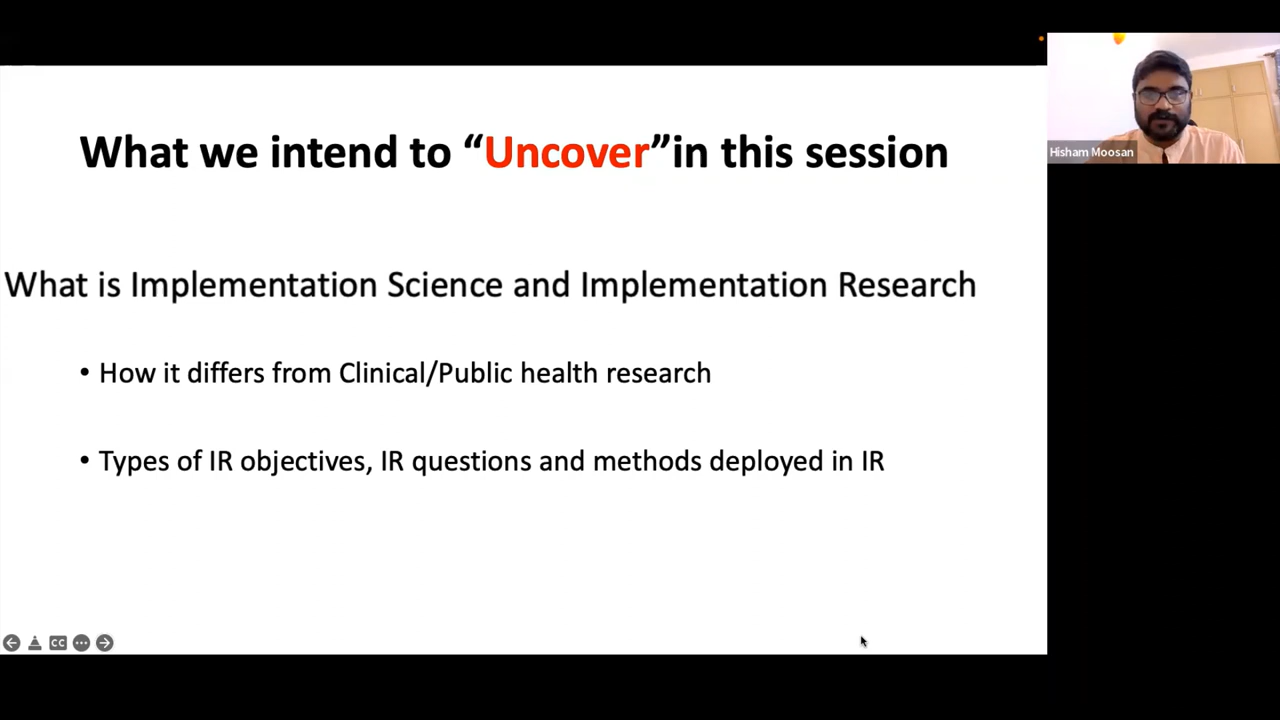 What we intend to “Uncover”in this session
Hisham Moosan
What is Implementation Science and Implementation Research
• How it differs from Clinical/Public health research
• Types of IR objectives, IR questions and methods deployed in IR
CC